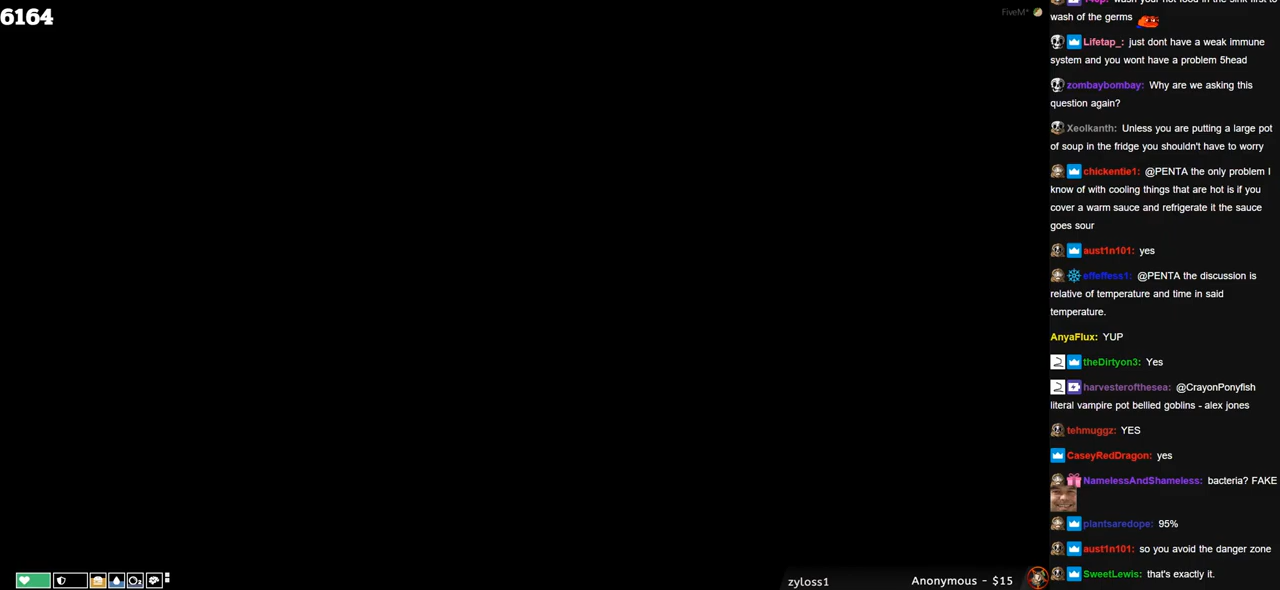 6164
FiveM*
wash of the germs
Lifetap_: just dont have a weak immune
system and you wont have a problem 5head
zombaybombay: Why are we asking this
question again?
Xeolkanth: Unless you are putting a large pot
of soup in the fridge you shouldn't have to worry
chickentie1: @PENTA the only problem I
know of with cooling things that are hot is if you
cover a warm sauce and refrigerate it the sauce
goes sour
aust1n101: yes
effeffess1: @PENTA the discussion is
relative of temperature and time in said
temperature.
AnyaFlux: YUP
theDirtyon3: Yes
harvesterofthesea: @CrayonPonyfish
literal vampire pot bellied goblins - alex jones
tehmuggz: YES
CaseyRedDragon: yes
NamelessAndShameless: bacteria? FAKE
plantsaredope: 95%
aust1n101: so you avoid the danger zone
SweetLewis: that's exactly it.
O2
zyloss1
Anonymous - $15